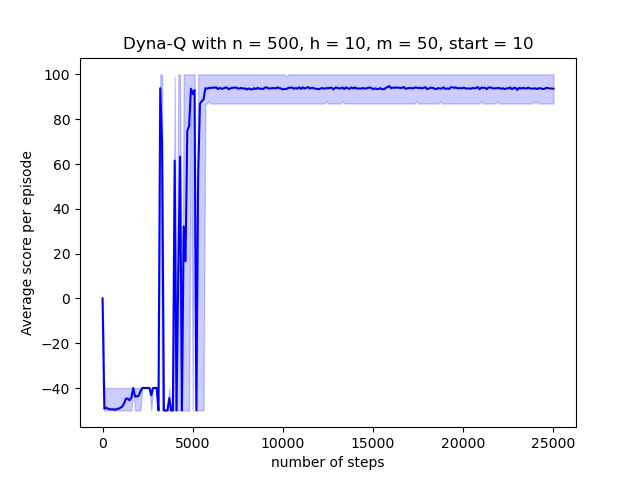 Dyna-Q with n = 500, h = 10, m = 50, start = 10
Average score per episode
100
80
60
40
20
0
−20
−40
0 5000 10000 15000 20000 25000
number of steps